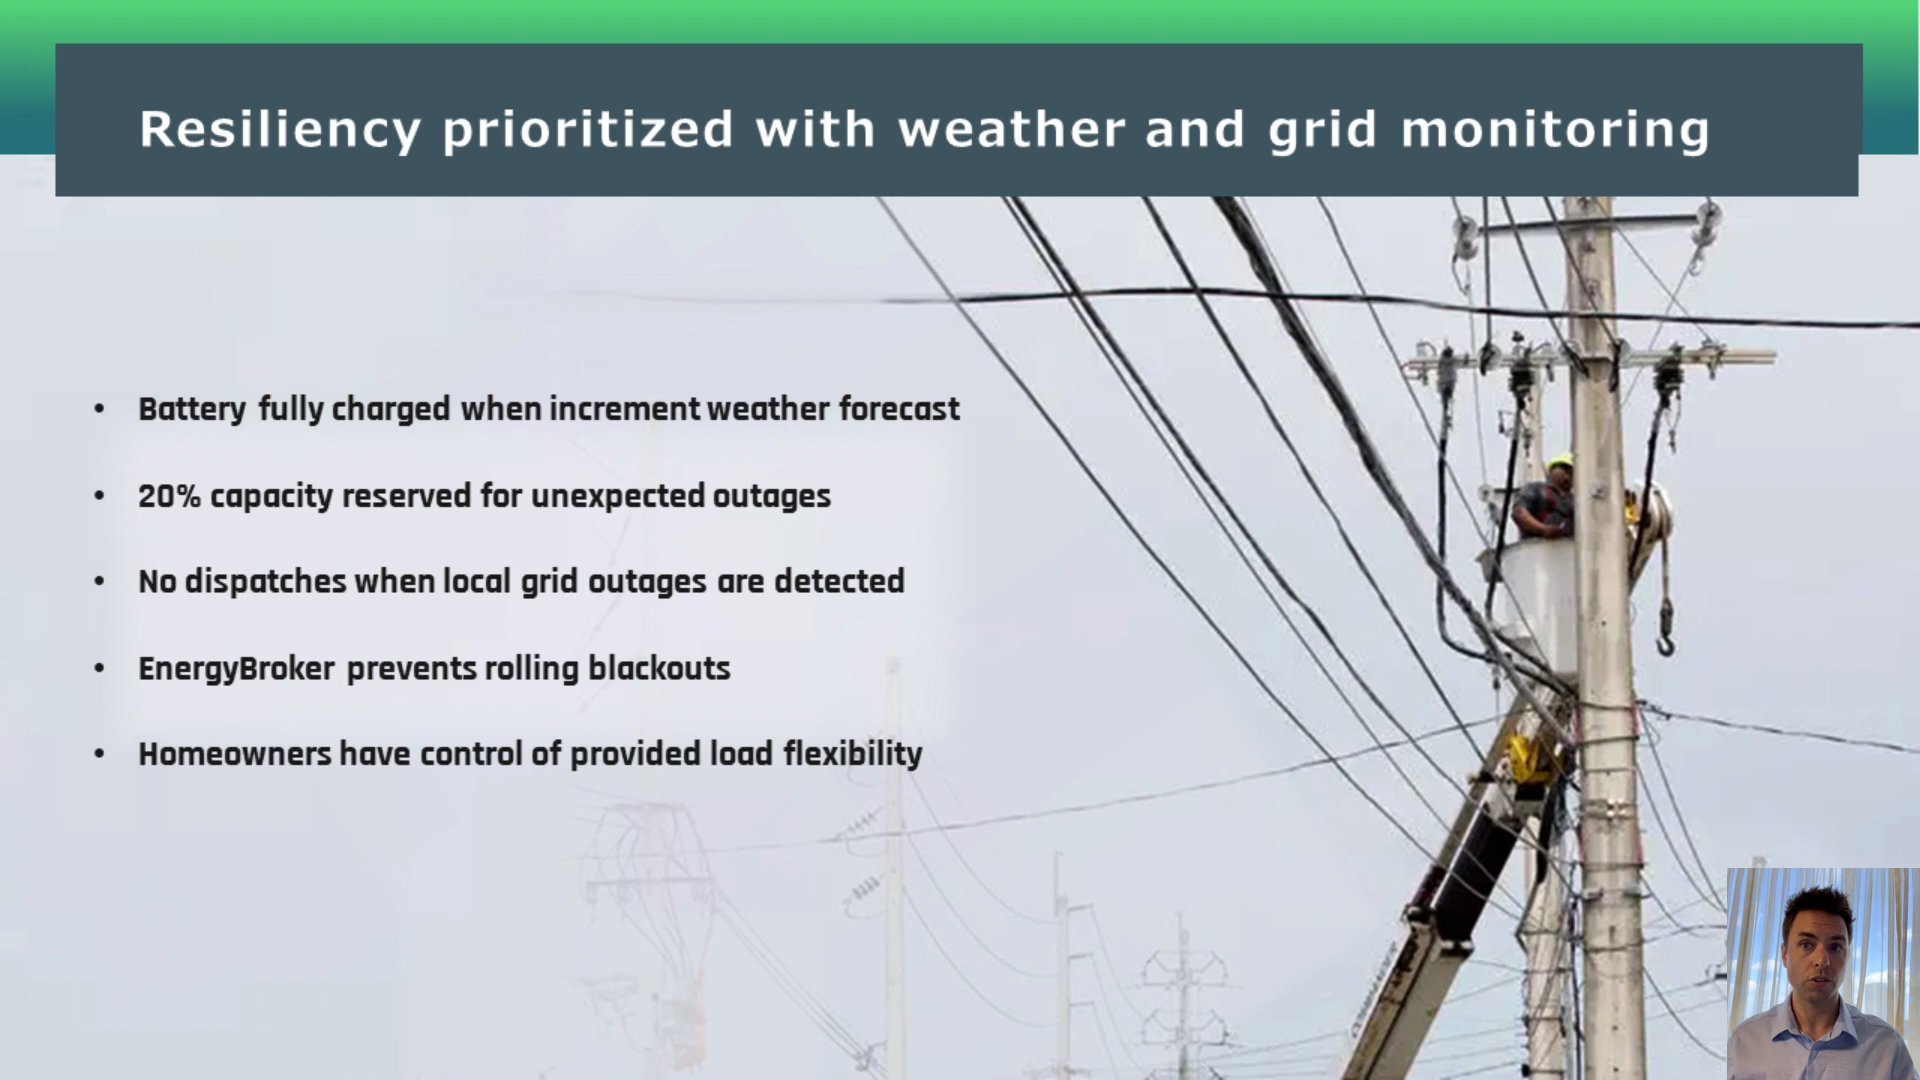 Resiliency prioritized with weather and grid monitoring
• Battery fully charged when increment weather forecast
• 20% capacity reserved for unexpected outages
• No dispatches when local grid outages are detected
• EnergyBroker prevents rolling blackouts
• Homeowners have control of provided load flexibility